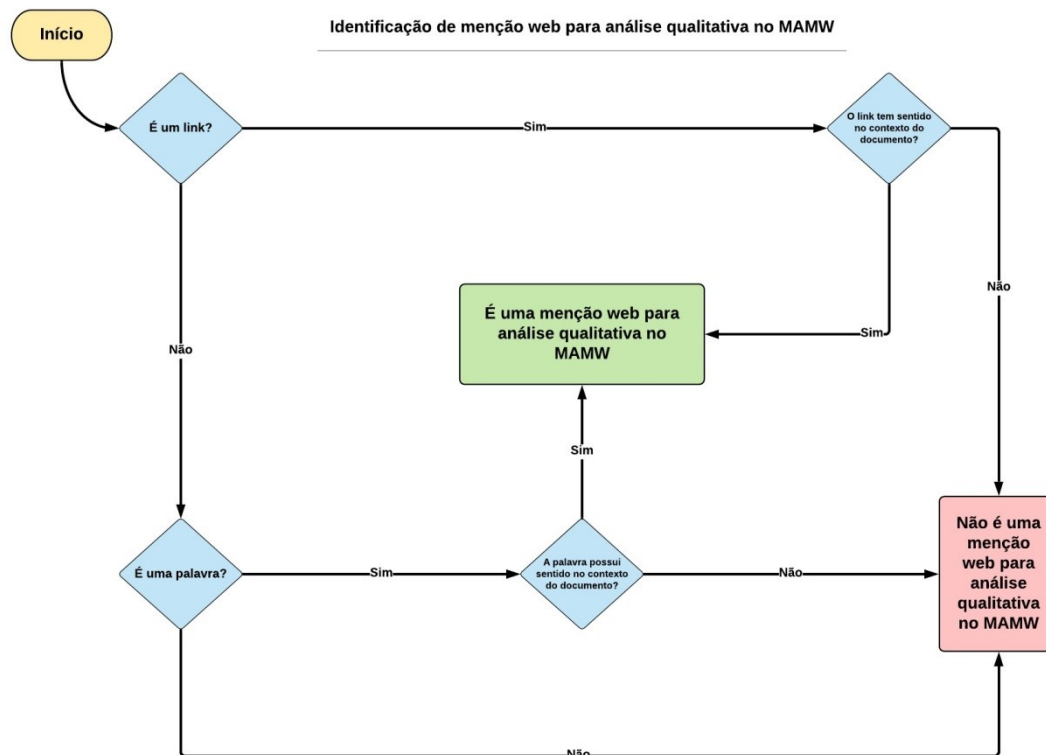 Início
Identificação de menção web para análise qualitativa no MAMW
É um link?
Sim
O link tem sentido
no contexto do
documento?
Não
Sim
É uma menção web para
análise qualitativa no
MAMW
Não
Sim
É uma palavra?
Sim
A palavra possui
sentido no contexto
do documento?
Não
Não é uma
menção
web para
análise
qualitativa
no MAMW
Não